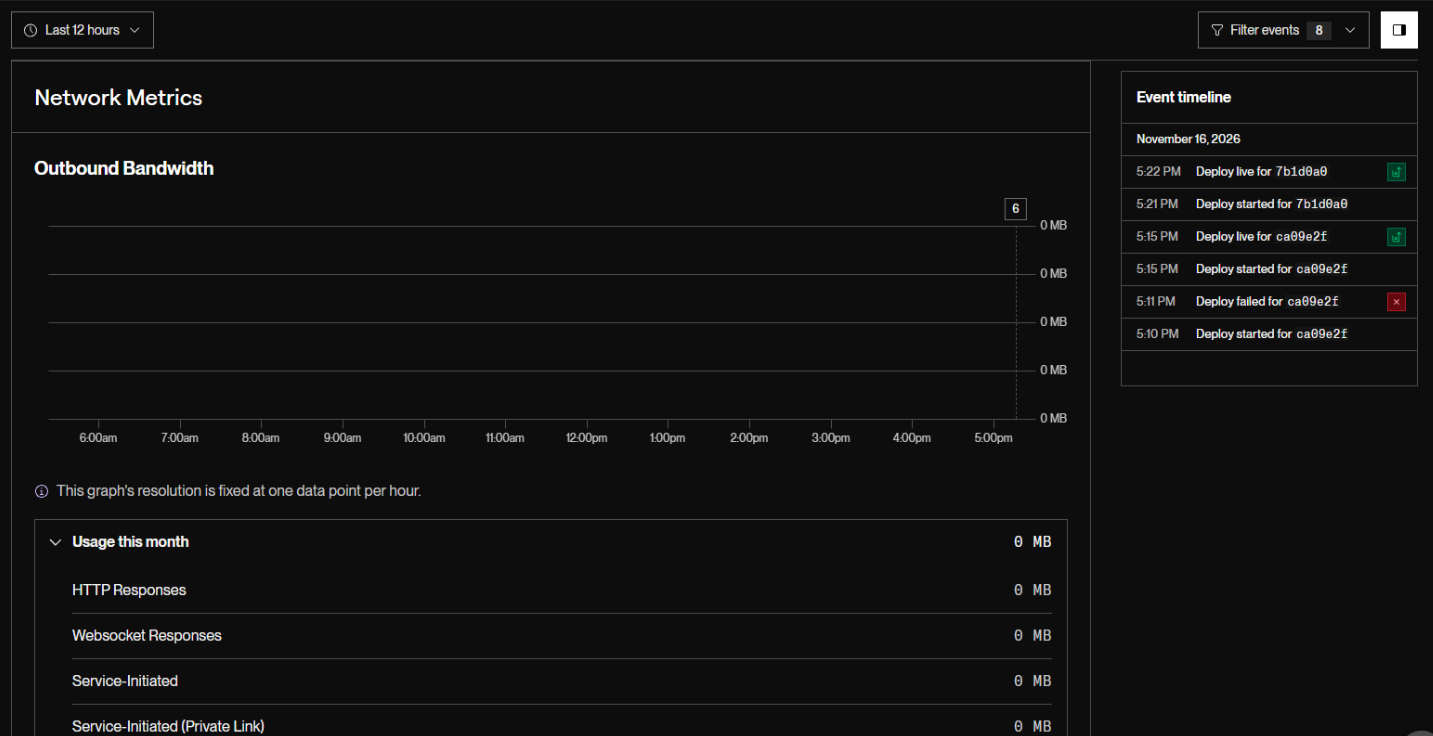 Last 12 hours
Filter events 8
Network Metrics
Outbound Bandwidth
6
0 MB
0 MB
0 MB
0 MB
0 MB
6:00am 7:00am 8:00am 9:00am 10:00am 11:00am 12:00pm 1:00pm 2:00pm 3:00pm 4:00pm 5:00pm
This graph's resolution is fixed at one data point per hour.
Usage this month 0 MB
HTTP Responses 0 MB
Websocket Responses 0 MB
Service-Initiated 0 MB
Service-Initiated (Private Link) 0 MB
Event timeline
November 16, 2026
5:22 PM Deploy live for 7b1d0a0
5:21 PM Deploy started for 7b1d0a0
5:15 PM Deploy live for ca09e2f
5:15 PM Deploy started for ca09e2f
5:11 PM Deploy failed for ca09e2f
5:10 PM Deploy started for ca09e2f